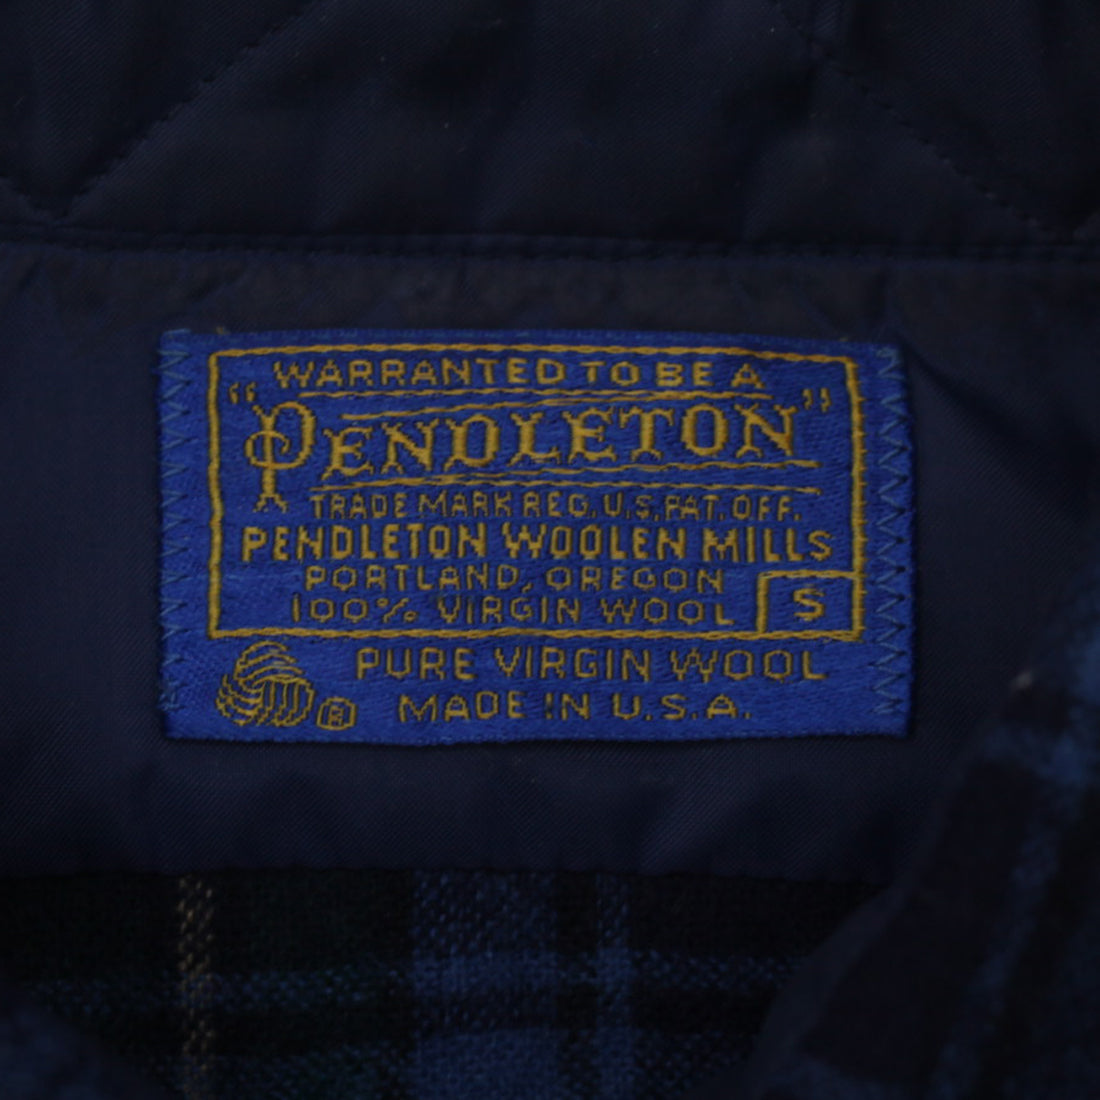 WARRANTED TO BE A
"PENDLETON"
TRADE MARK REG. U.S. PAT. OFF.
PENDLETON WOOLEN MILLS
PORTLAND, OREGON
100% VIRGIN WOOL S
PURE VIRGIN WOOL
® MADE IN U.S.A.